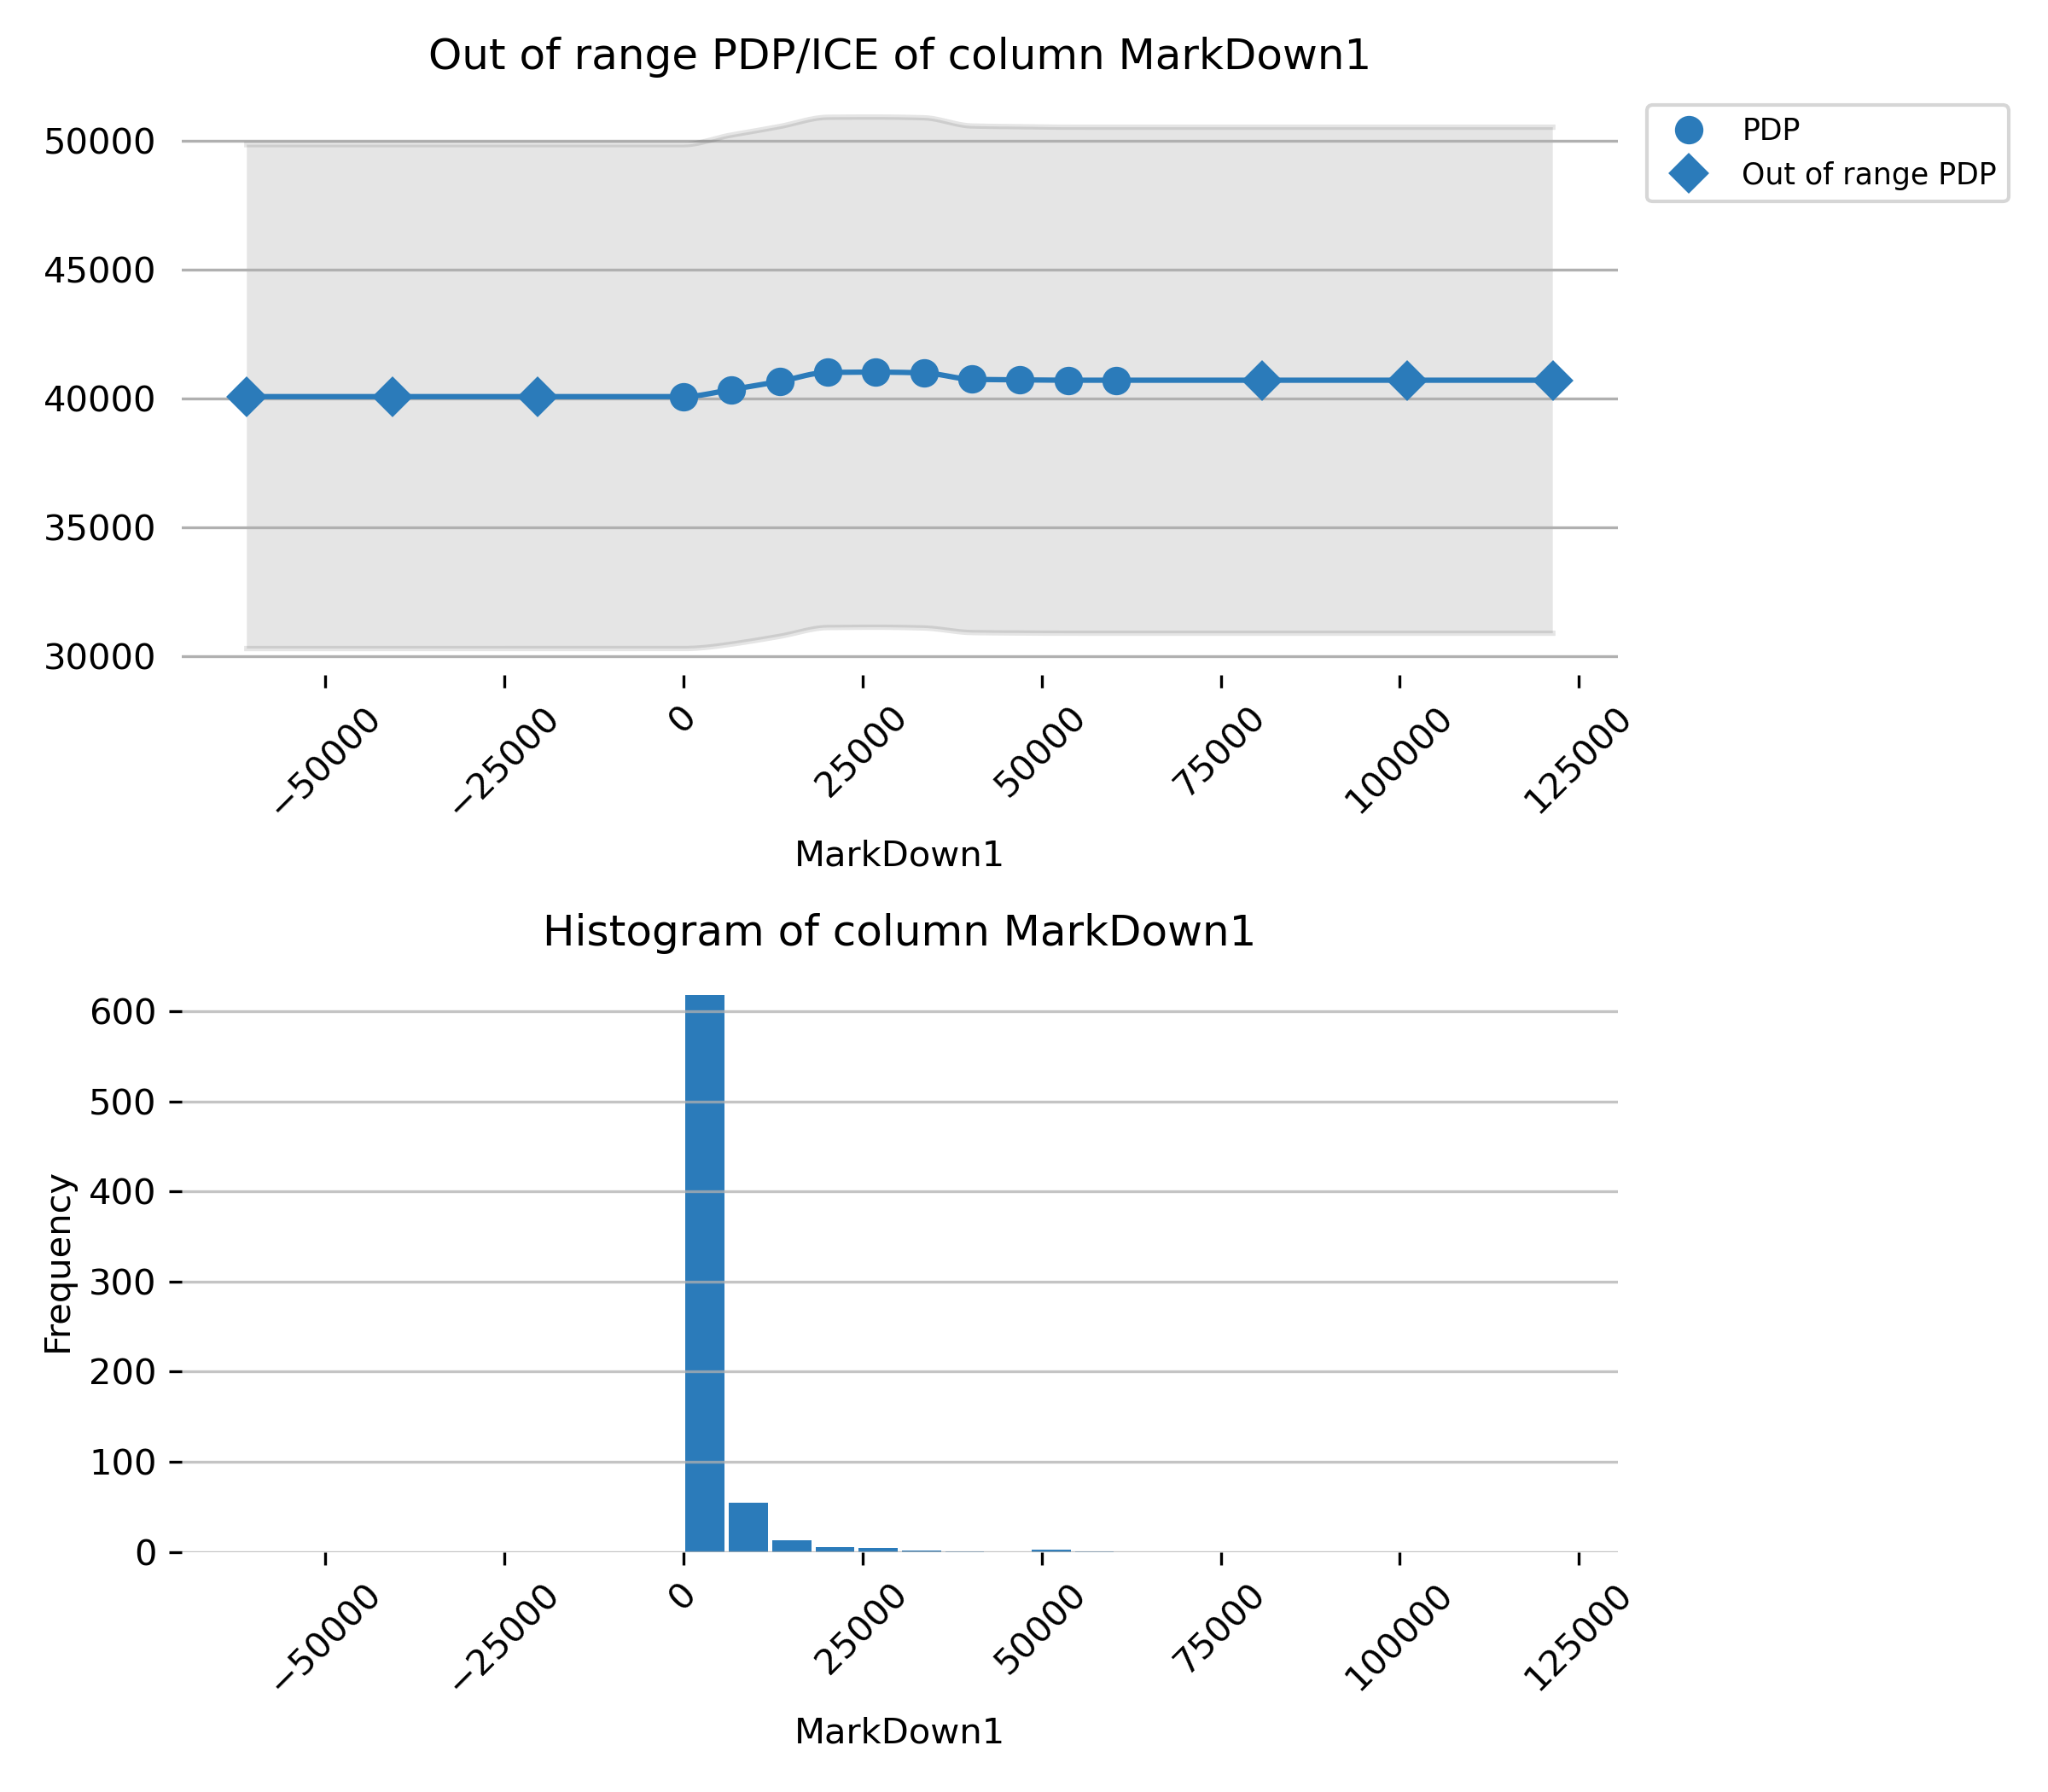 Out of range PDP/ICE of column MarkDown1
PDP
Out of range PDP
50000
45000
40000
35000
30000
−50000 −25000 0 25000 50000 75000 100000 125000
MarkDown1
Histogram of column MarkDown1
Frequency
600
500
400
300
200
100
0
−50000 −25000 0 25000 50000 75000 100000 125000
MarkDown1